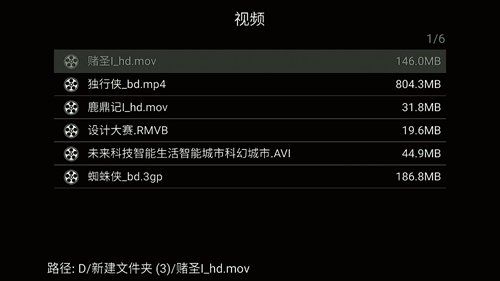 视频
1/6
赌圣I_hd.mov 146.0MB
独行侠_bd.mp4 804.3MB
鹿鼎记I_hd.mov 31.8MB
设计大赛.RMVB 19.6MB
未来科技智能生活智能城市科幻城市.AVI 44.9MB
蜘蛛侠_bd.3gp 186.8MB
路径: D/新建文件夹 (3)/赌圣I_hd.mov